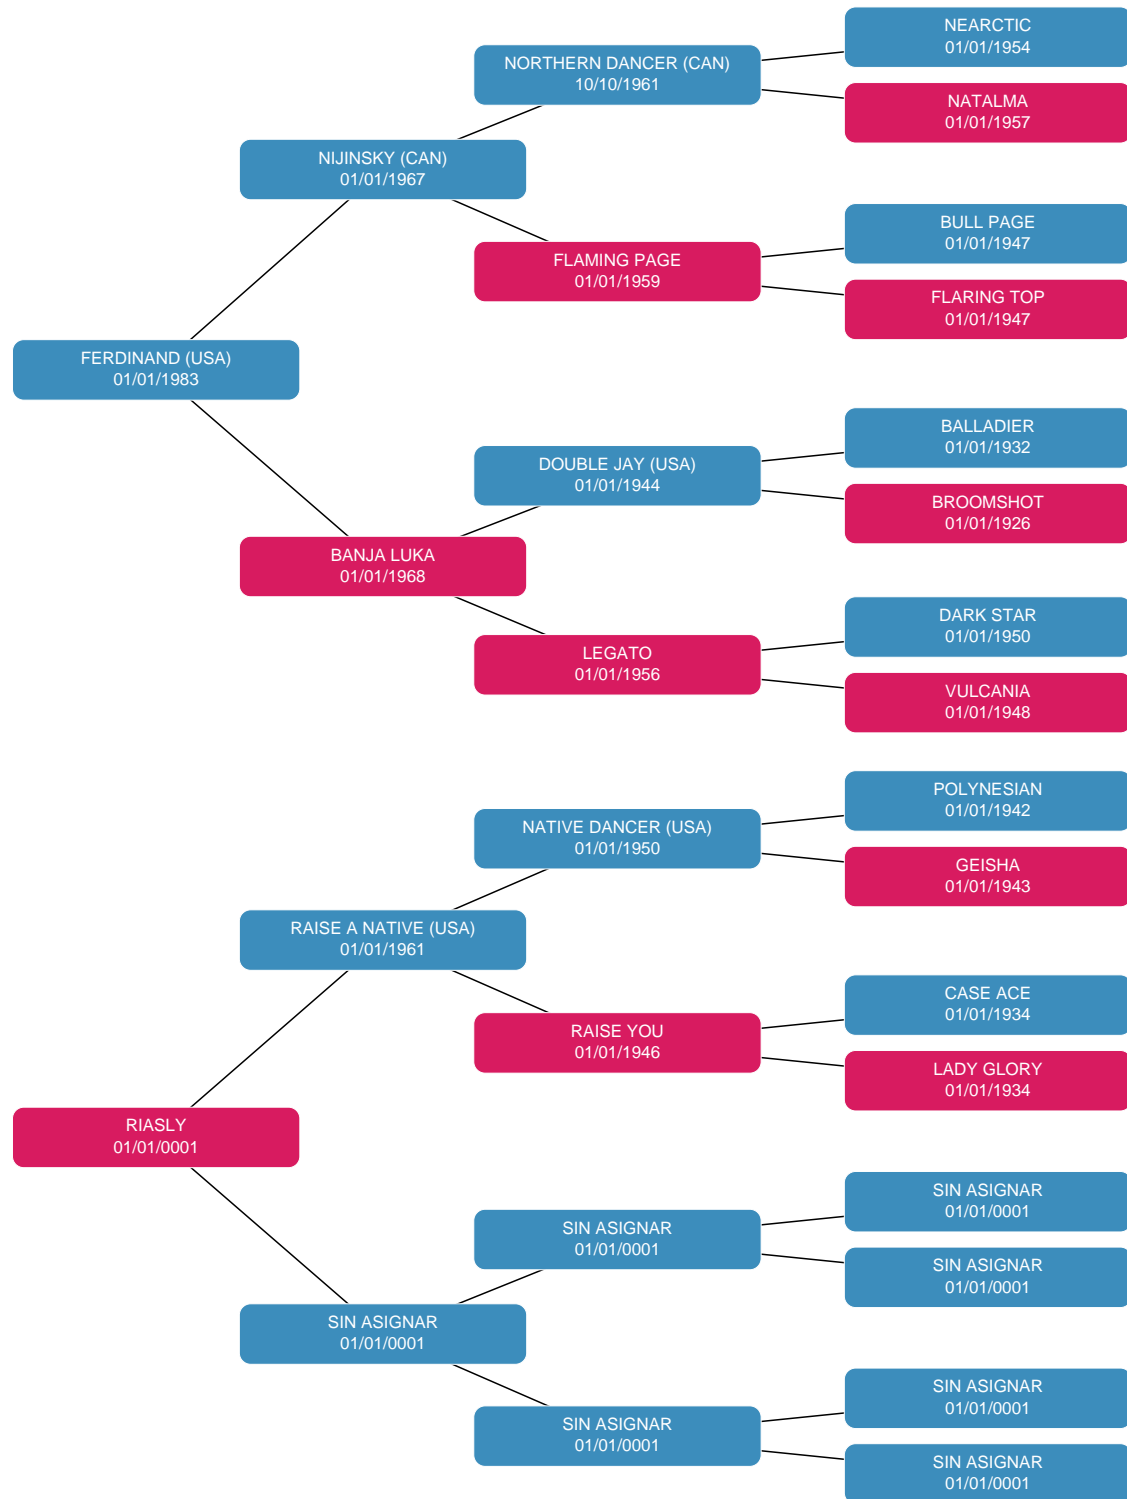 NEARCTIC
01/01/1954
NORTHERN DANCER (CAN)
10/10/1961
NATALMA
01/01/1957
NIJINSKY (CAN)
01/01/1967
BULL PAGE
01/01/1947
FLAMING PAGE
01/01/1959
FLARING TOP
01/01/1947
FERDINAND (USA)
01/01/1983
BALLADIER
01/01/1932
DOUBLE JAY (USA)
01/01/1944
BROOMSHOT
01/01/1926
BANJA LUKA
01/01/1968
DARK STAR
01/01/1950
LEGATO
01/01/1956
VULCANIA
01/01/1948
POLYNESIAN
01/01/1942
NATIVE DANCER (USA)
01/01/1950
GEISHA
01/01/1943
RAISE A NATIVE (USA)
01/01/1961
CASE ACE
01/01/1934
RAISE YOU
01/01/1946
LADY GLORY
01/01/1934
RIASLY
01/01/0001
SIN ASIGNAR
01/01/0001
SIN ASIGNAR
01/01/0001
SIN ASIGNAR
01/01/0001
SIN ASIGNAR
01/01/0001
SIN ASIGNAR
01/01/0001
SIN ASIGNAR
01/01/0001
SIN ASIGNAR
01/01/0001